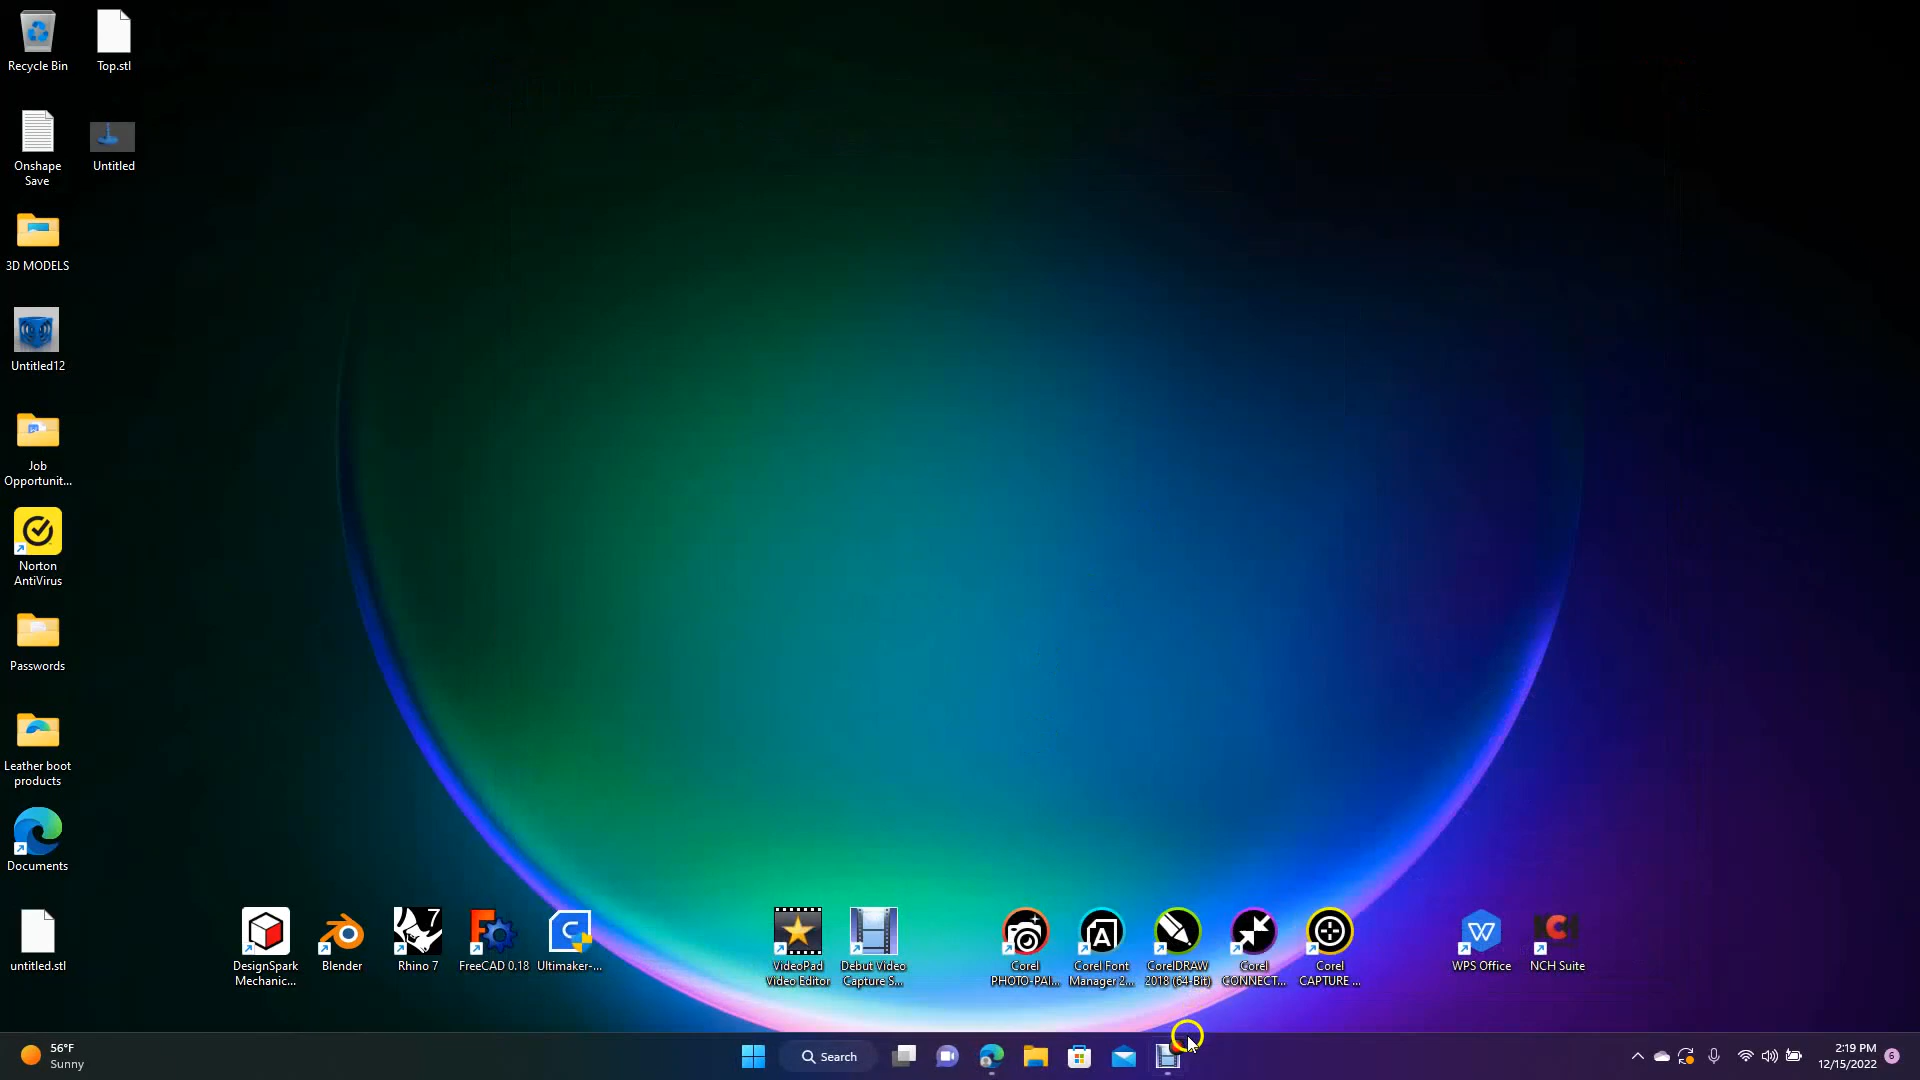 Recycle Bin
Top.stl
Onshape
Save
Untitled
3D MODELS
Untitled12
Job
Opportunit...
Norton
AntiVirus
Passwords
Leather boot
products
Documents
untitled.stl
DesignSpark
Mechanic...
Blender
7
Rhino 7
FreeCAD 0.18
C
Ultimaker-...
VideoPad
Video Editor
Debut Video
Capture S...
Corel
PHOTO-PAI...
A
Corel Font
Manager 2...
CorelDRAW
2018 (64-Bit)
Corel
CONNECT...
Corel
CAPTURE ...
W
WPS Office
NCH
NCH Suite
56°F
Sunny
Search
2:19 PM
12/15/2022
6